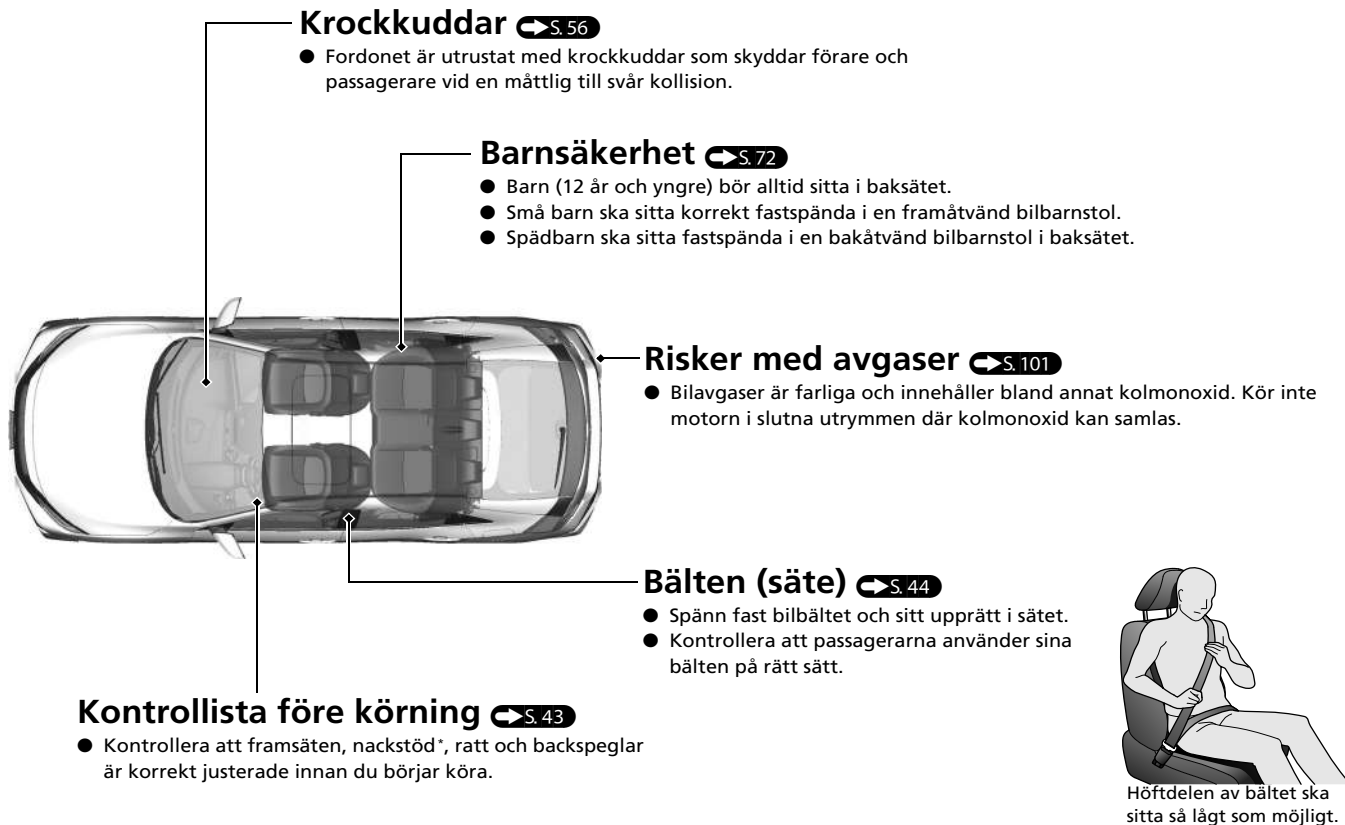 Krockkuddar S. 56
● Fordonet är utrustat med krockkuddar som skyddar förare och
passagerare vid en måttlig till svår kollision.
Barnsäkerhet S. 72
● Barn (12 år och yngre) bör alltid sitta i baksätet.
● Små barn ska sitta korrekt fastspända i en framåtvänd bilbarnstol.
● Spädbarn ska sitta fastspända i en bakåtvänd bilbarnstol i baksätet.
Risker med avgaser S. 101
● Bilavgaser är farliga och innehåller bland annat kolmonoxid. Kör inte
motorn i slutna utrymmen där kolmonoxid kan samlas.
Bälten (säte) S. 44
● Spänn fast bilbältet och sitt upprätt i sätet.
● Kontrollera att passagerarna använder sina
bälten på rätt sätt.
Kontrollista före körning S. 43
● Kontrollera att framsäten, nackstöd*, ratt och backspeglar
är korrekt justerade innan du börjar köra.
Höftdelen av bältet ska
sitta så lågt som möjligt.